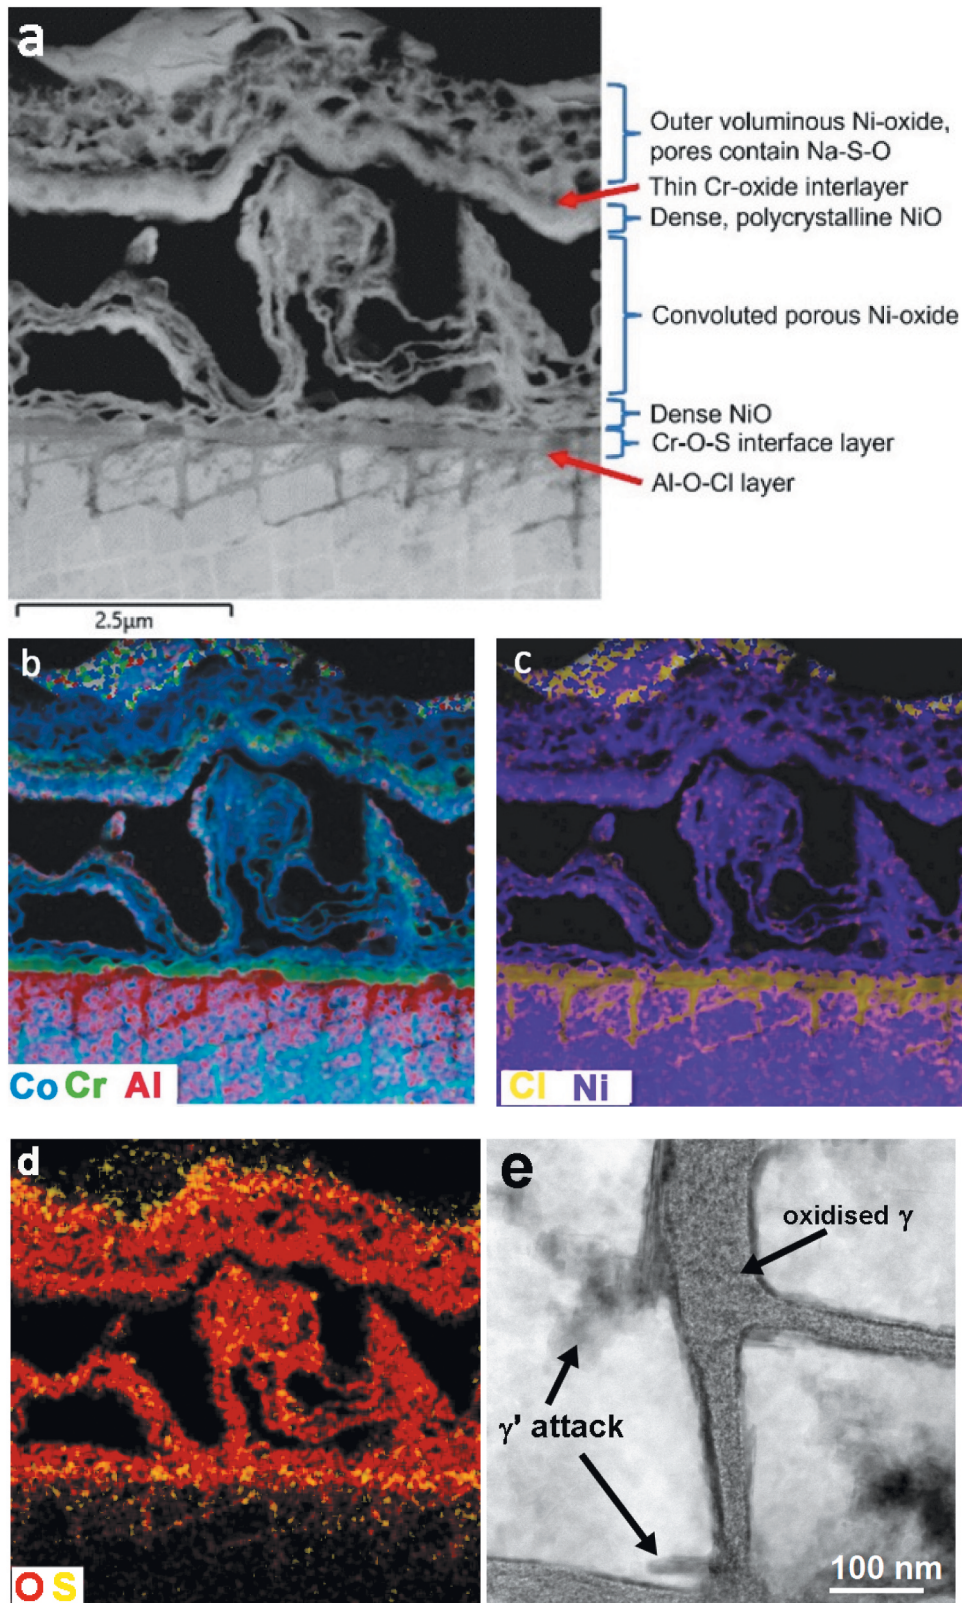 a
Outer voluminous Ni-oxide,
pores contain Na-S-O
Thin Cr-oxide interlayer
Dense, polycrystalline NiO
Convoluted porous Ni-oxide
Dense NiO
Cr-O-S interface layer
Al-O-Cl layer
2.5μm
b
Co Cr Al
c
Cl Ni
d
O S
e
oxidised γ
γ' attack
100 nm